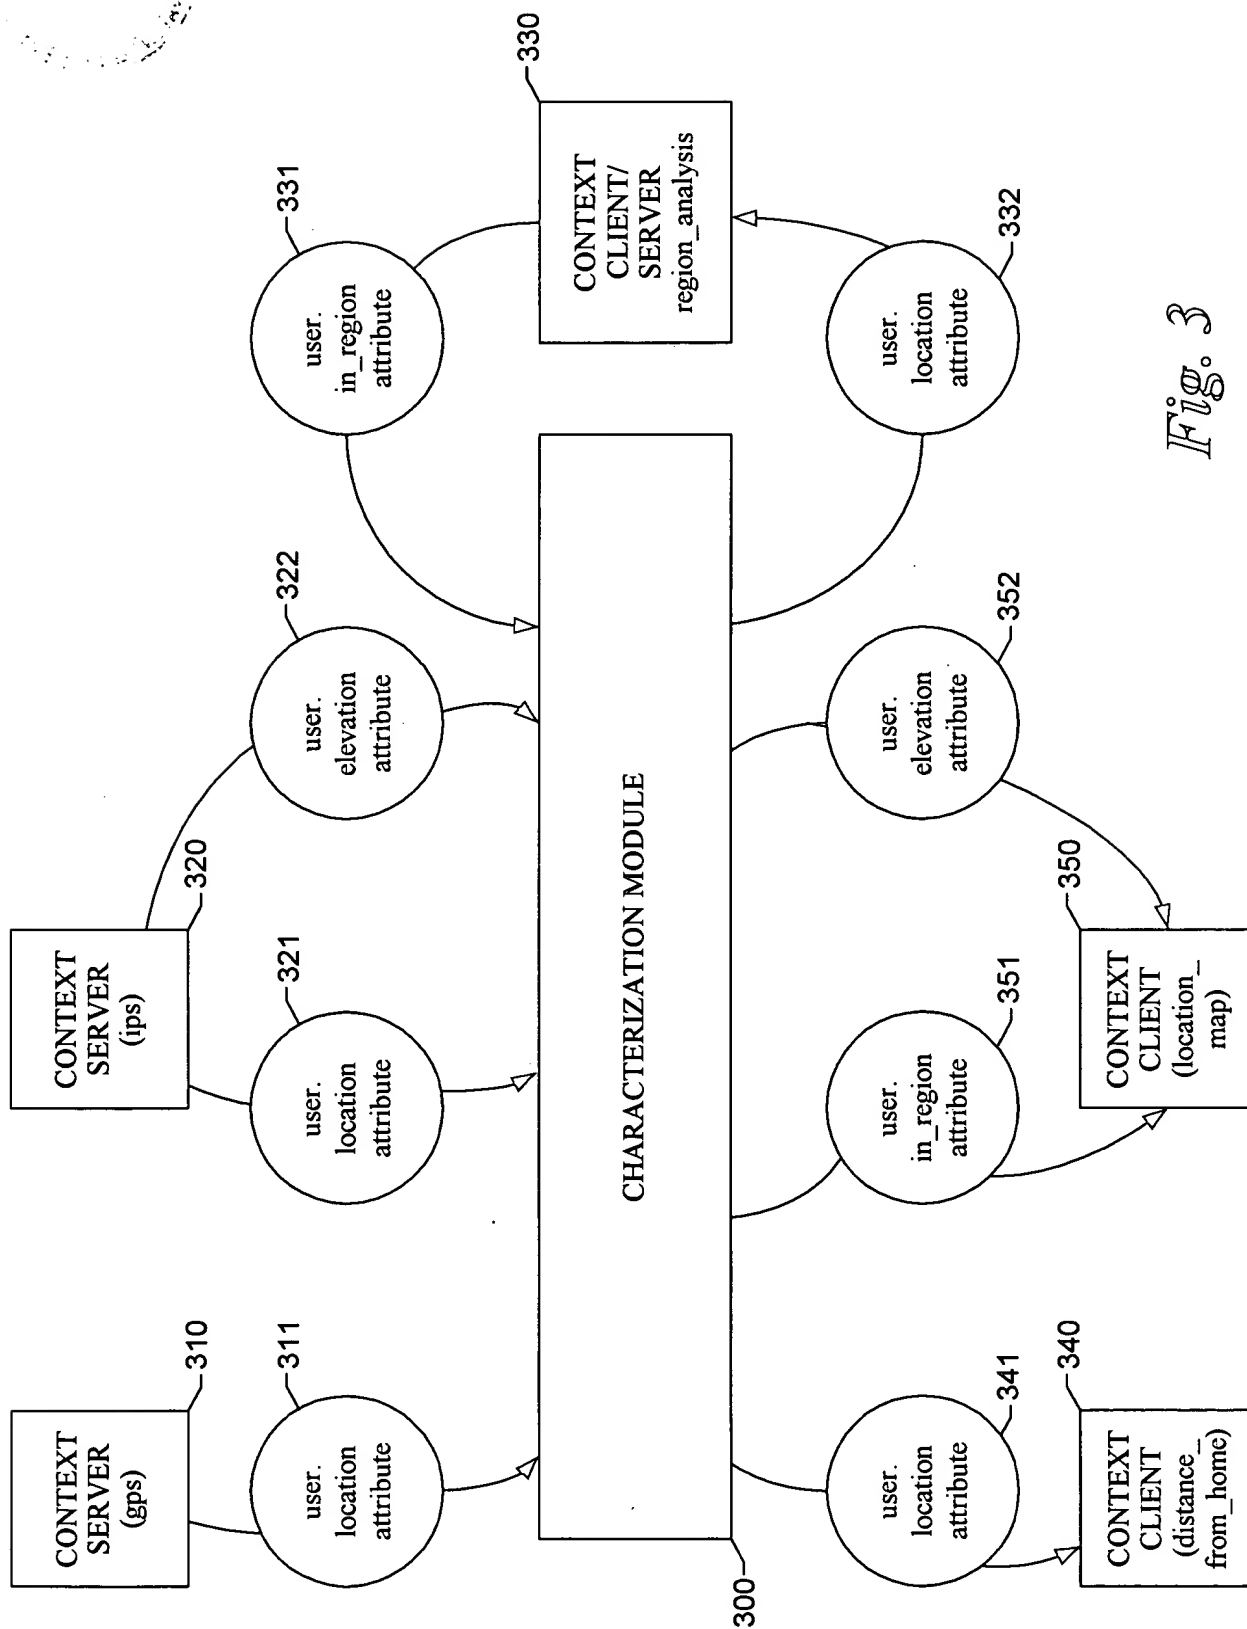 CONTEXT
SERVER
(gps)
310
311
user.
location
attribute
CONTEXT
SERVER
(ips)
320
321
user.
location
attribute
322
user.
elevation
attribute
331
user.
in_region
attribute
330
CONTEXT
CLIENT/
SERVER
region_analysis
CHARACTERIZATION MODULE
300
user.
location
attribute
341
340
CONTEXT
CLIENT
(distance_
from_home)
user.
in_region
attribute
351
350
CONTEXT
CLIENT
(location_
map)
user.
elevation
attribute
352
user.
location
attribute
332
Fig. 3